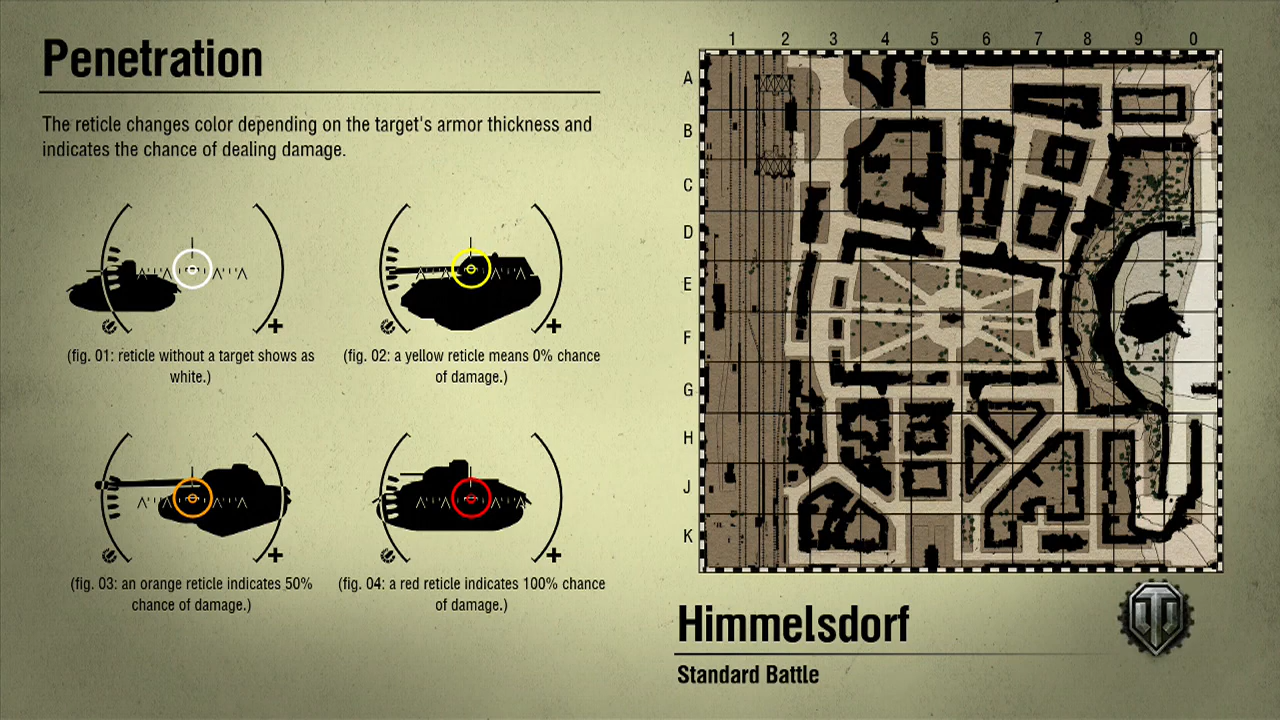 Penetration
The reticle changes color depending on the target's armor thickness and
indicates the chance of dealing damage.
(fig. 01: reticle without a target shows as
white.)
(fig. 02: a yellow reticle means 0% chance
of damage.)
(fig. 03: an orange reticle indicates 50%
chance of damage.)
(fig. 04: a red reticle indicates 100% chance
of damage.)
1 2 3 4 5 6 7 8 9 0
A
B
C
D
E
F
G
H
J
K
Himmelsdorf
Standard Battle